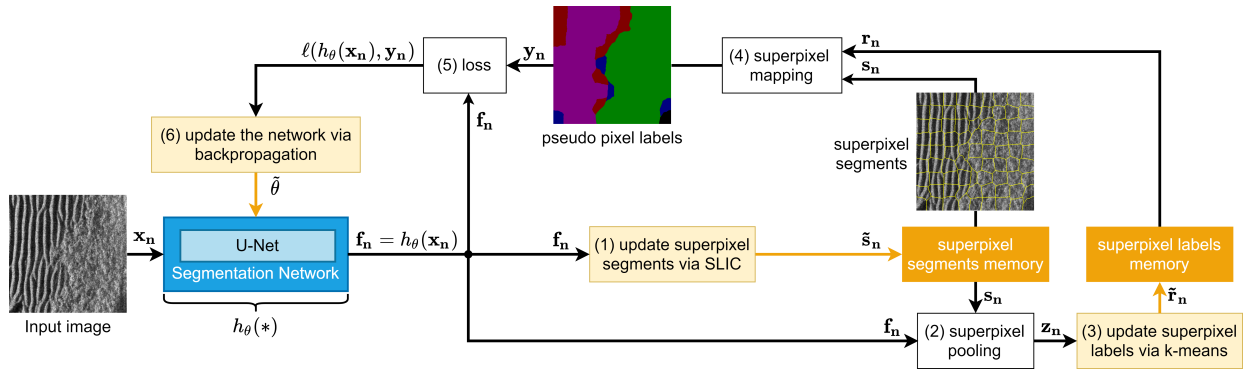 ℓ(h_θ(x_n), y_n)
(5) loss
y_n
pseudo pixel labels
(4) superpixel
mapping
r_n
s_n
superpixel
segments
(6) update the network via
backpropagation
θ̃
f_n
Input image
x_n
U-Net
Segmentation Network
h_θ(*)
f_n = h_θ(x_n)
f_n
(1) update superpixel
segments via SLIC
s̃_n
superpixel
segments memory
superpixel labels
memory
s_n
r̃_n
f_n
(2) superpixel
pooling
z_n
(3) update superpixel
labels via k-means